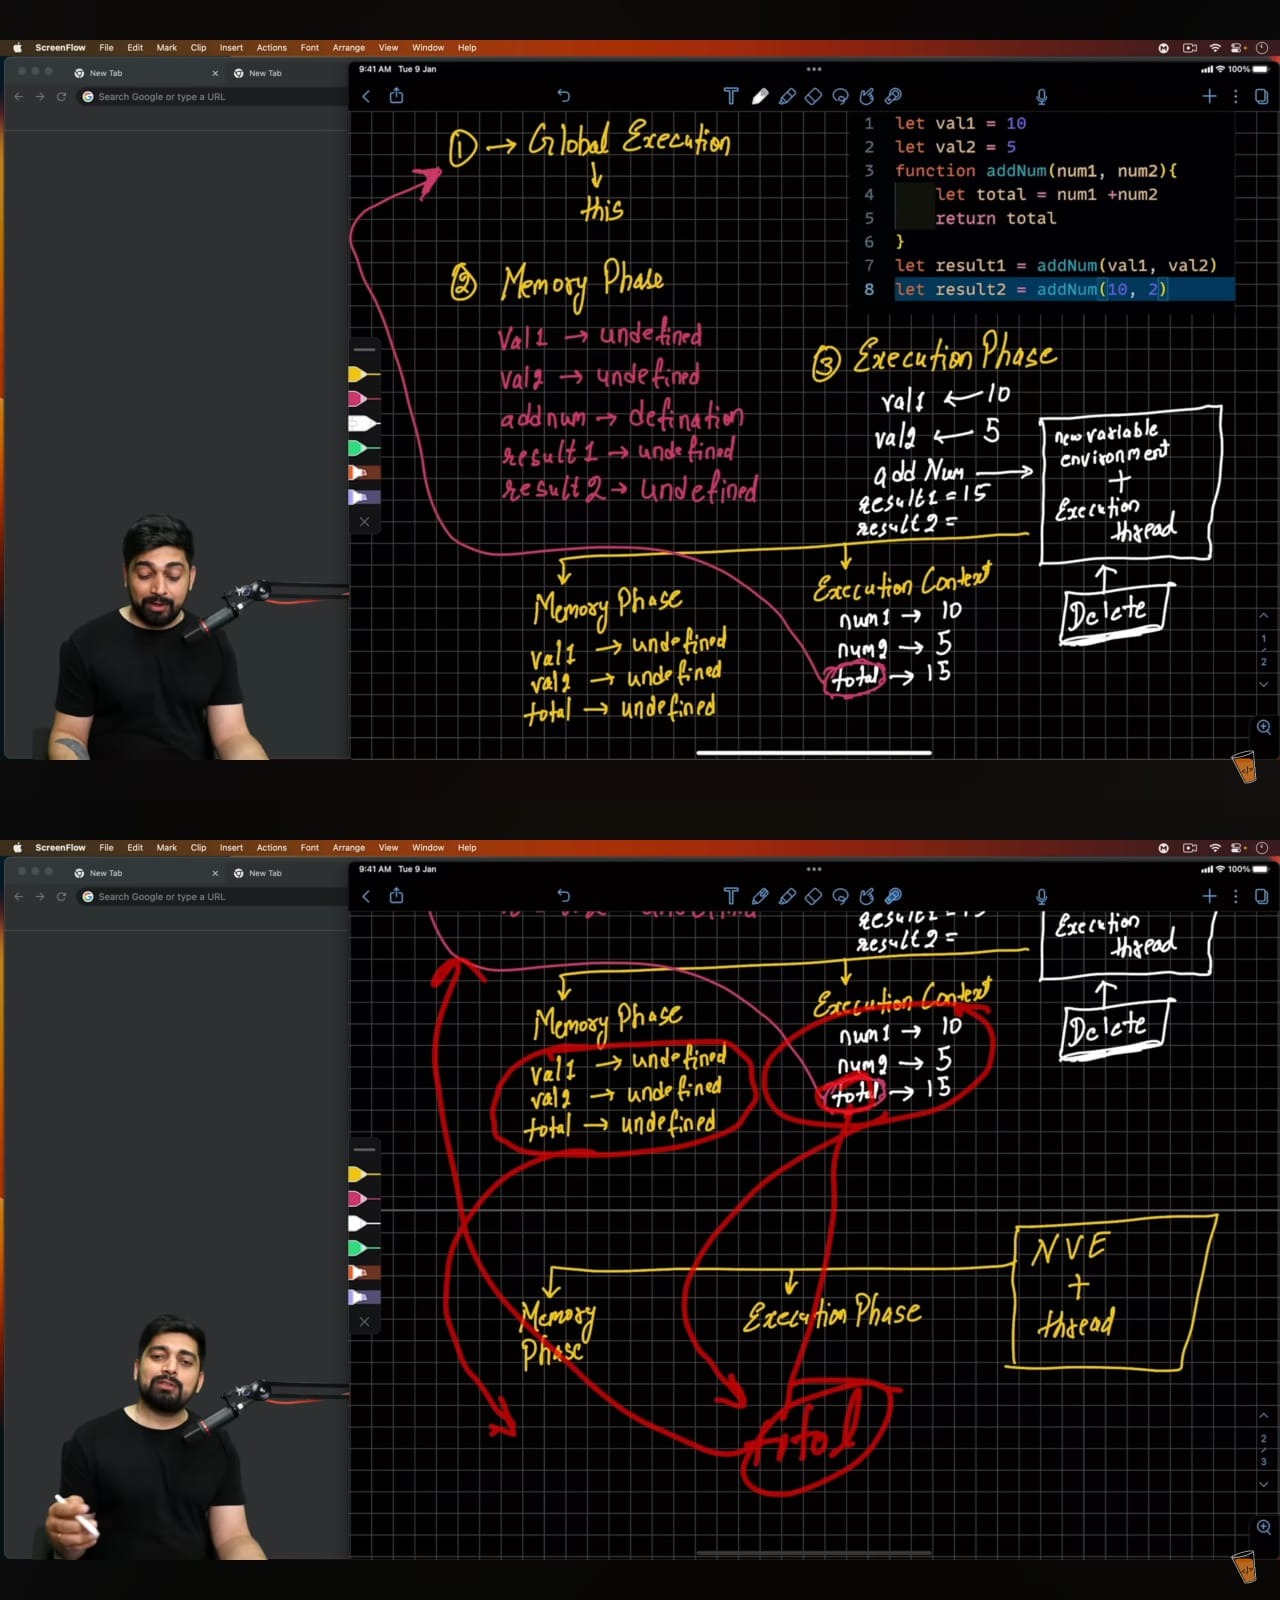 ScreenFlow File Edit Mark Clip Insert Actions Font Arrange View Window Help
New Tab
New Tab
Search Google or type a URL
9:41 AM Tue 9 Jan
100%
① → Global Execution
this
1 let val1 = 10
2 let val2 = 5
3 function addNum(num1, num2){
4 let total = num1 +num2
5 return total
6 }
7 let result1 = addNum(val1, val2)
8 let result2 = addNum(10, 2)
② Memory Phase
Val1 → undefined
val2 → undefined
addnum → defination
result1 → undefined
result2 → undefined
③ Execution Phase
val1 ← 10
val2 ← 5
add Num →
result1 = 15
result2 =
new variable
environment
+
Execution
thread
Delete
Memory Phase
val1 → undefined
val2 → undefined
total → undefined
Execution Context
num1 → 10
num2 → 5
total → 15
1
2
ScreenFlow File Edit Mark Clip Insert Actions Font Arrange View Window Help
New Tab
New Tab
Search Google or type a URL
9:41 AM Tue 9 Jan
100%
result2 =
Execution
thread
Delete
Memory Phase
val1 → undefined
val2 → undefined
total → undefined
Execution Context
num1 → 10
num2 → 5
total → 15
NVE
+
thread
Memory
Phase
Execution Phase
total
2
3